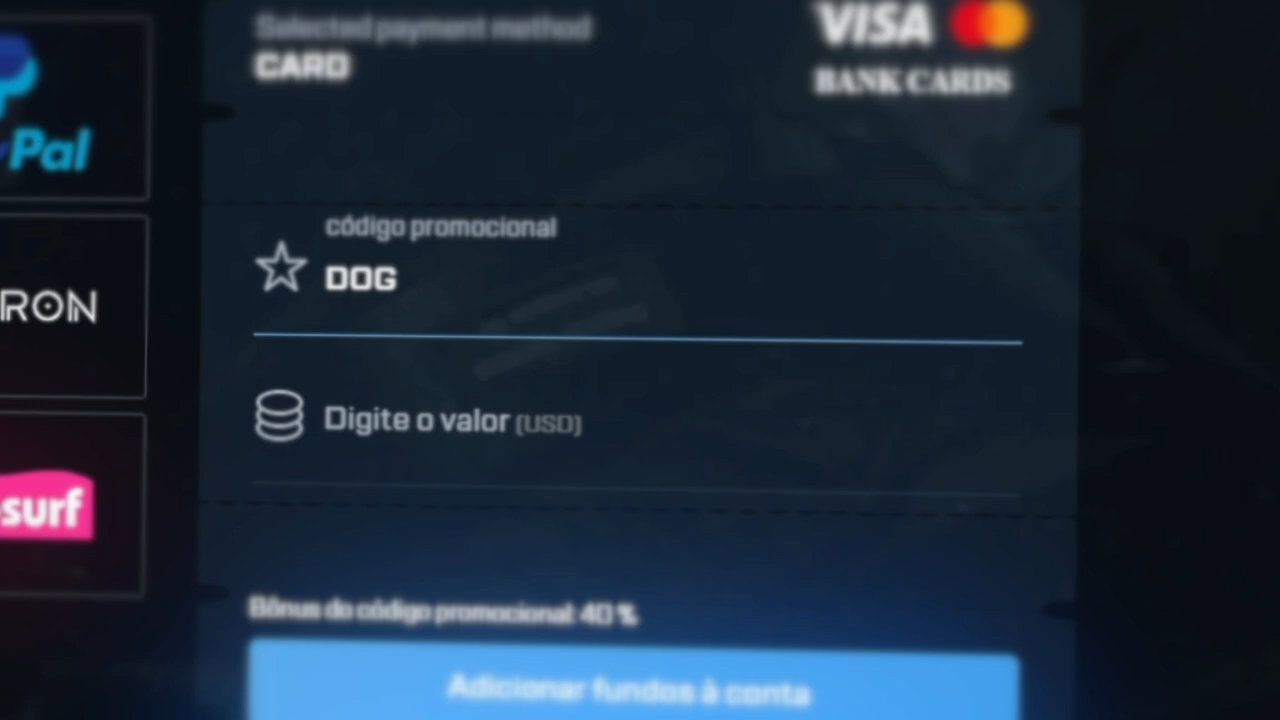 Selected payment method
CARD
VISA
BANK CARDS
Pal
código promocional
DOG
RON
Digite o valor (USD)
surf
Bônus do código promocional: 40 %
Adicionar fundos à conta